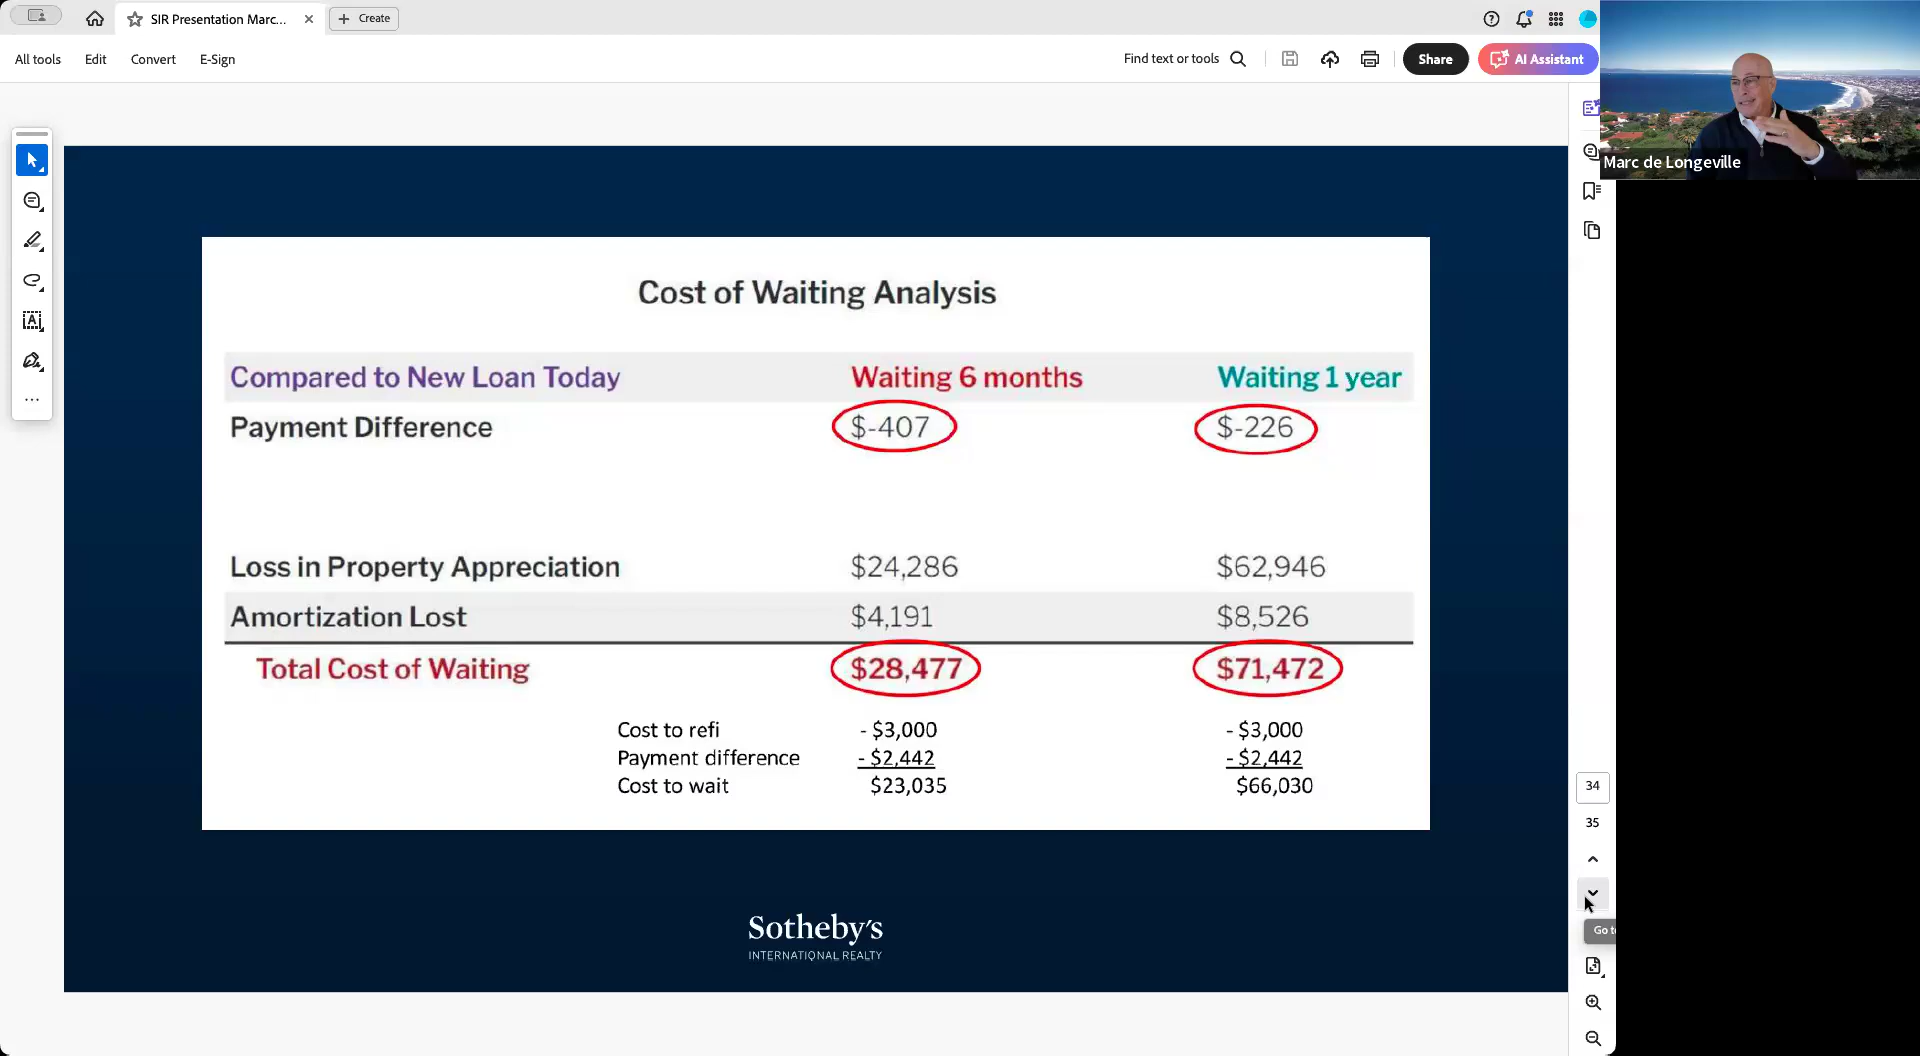 SIR Presentation Marc...
Create
All tools
Edit
Convert
E-Sign
Find text or tools
Share
AI Assistant
Marc de Longeville
Cost of Waiting Analysis
Compared to New Loan Today Waiting 6 months Waiting 1 year
Payment Difference $-407 $-226
Loss in Property Appreciation $24,286 $62,946
Amortization Lost $4,191 $8,526
Total Cost of Waiting $28,477 $71,472
Cost to refi - $3,000 - $3,000
Payment difference - $2,442 - $2,442
Cost to wait $23,035 $66,030
34
35
Go to
Sotheby's
INTERNATIONAL REALTY